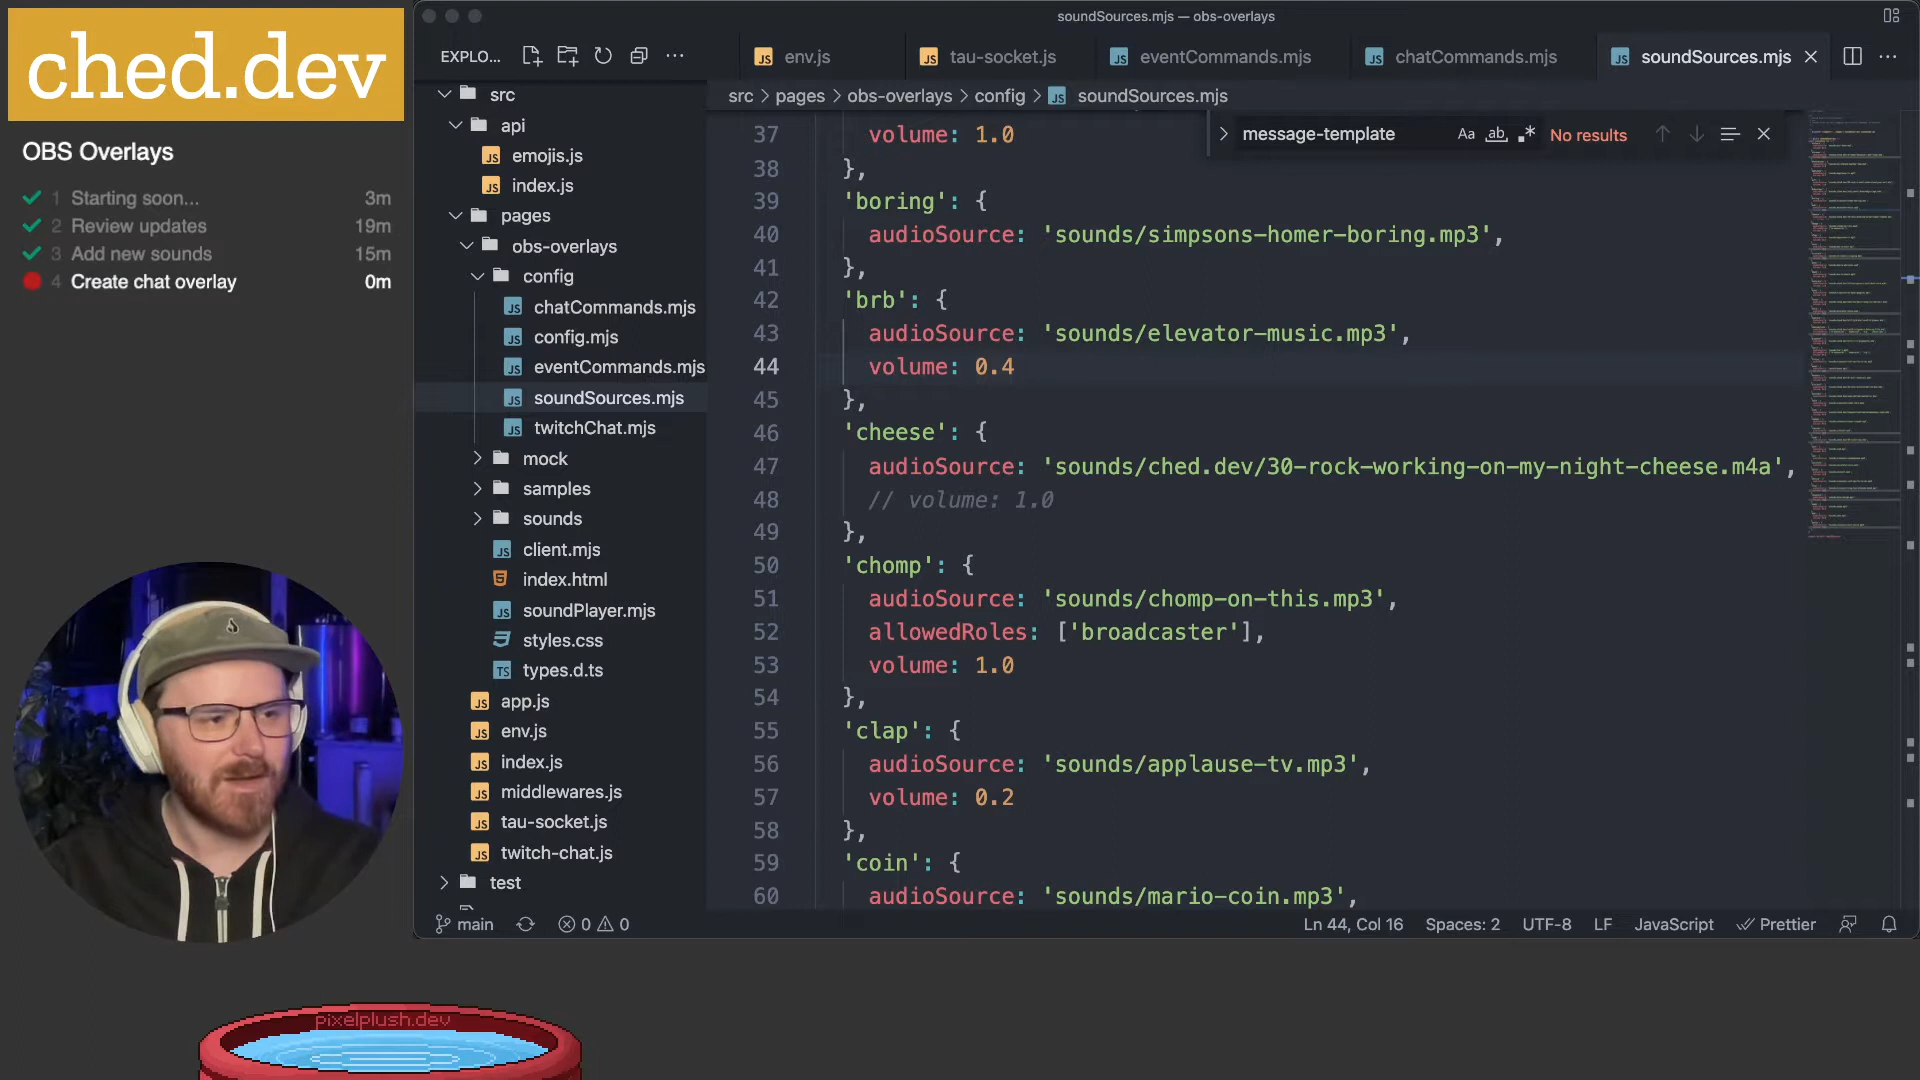 soundSources.mjs — obs-overlays
ched.dev
OBS Overlays
1 Starting soon... 3m
2 Review updates 19m
3 Add new sounds 15m
4 Create chat overlay 0m
EXPLO...
src
api
emojis.js
index.js
pages
obs-overlays
config
chatCommands.mjs
config.mjs
eventCommands.mjs
soundSources.mjs
twitchChat.mjs
mock
samples
sounds
client.mjs
index.html
soundPlayer.mjs
styles.css
types.d.ts
app.js
env.js
index.js
middlewares.js
tau-socket.js
twitch-chat.js
test
env.js
tau-socket.js
eventCommands.mjs
chatCommands.mjs
soundSources.mjs
src > pages > obs-overlays > config > soundSources.mjs
message-template Aa ab .* No results
37 volume: 1.0
38 },
39 'boring': {
40 audioSource: 'sounds/simpsons-homer-boring.mp3',
41 },
42 'brb': {
43 audioSource: 'sounds/elevator-music.mp3',
44 volume: 0.4
45 },
46 'cheese': {
47 audioSource: 'sounds/ched.dev/30-rock-working-on-my-night-cheese.m4a',
48 // volume: 1.0
49 },
50 'chomp': {
51 audioSource: 'sounds/chomp-on-this.mp3',
52 allowedRoles: ['broadcaster'],
53 volume: 1.0
54 },
55 'clap': {
56 audioSource: 'sounds/applause-tv.mp3',
57 volume: 0.2
58 },
59 'coin': {
60 audioSource: 'sounds/mario-coin.mp3',
main 0 0 Ln 44, Col 16 Spaces: 2 UTF-8 LF JavaScript Prettier
pixelplush.dev